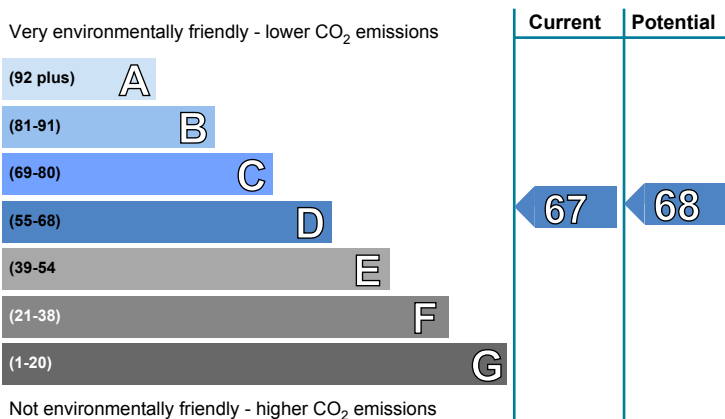 Very environmentally friendly - lower CO2 emissions
Current
Potential
(92 plus) A
(81-91) B
(69-80) C
(55-68) D
(39-54 E
(21-38) F
(1-20) G
67
68
Not environmentally friendly - higher CO2 emissions